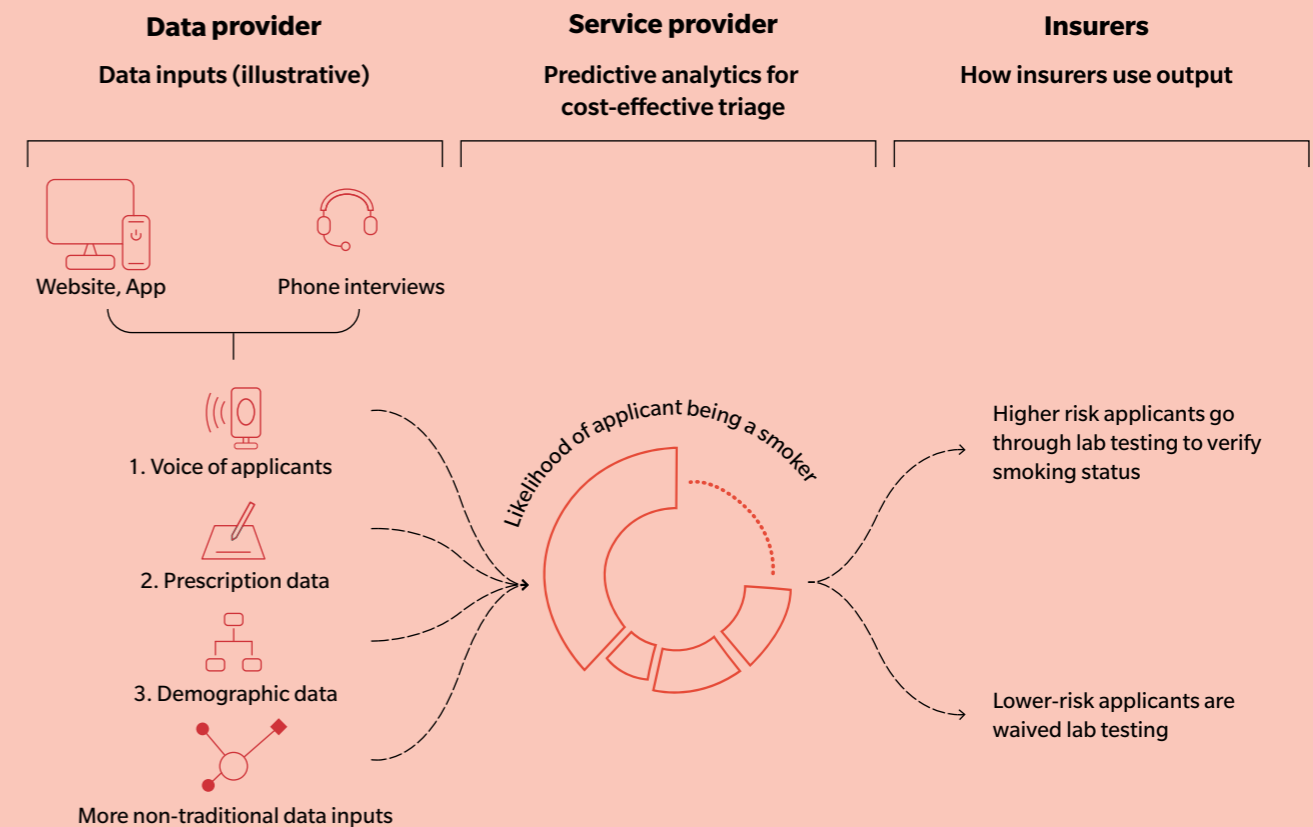 Data provider
Data inputs (illustrative)
Service provider
Predictive analytics for
cost-effective triage
Insurers
How insurers use output
Website, App
Phone interviews
1. Voice of applicants
2. Prescription data
3. Demographic data
More non-traditional data inputs
Likelihood of applicant being a smoker
Higher risk applicants go
through lab testing to verify
smoking status
Lower-risk applicants are
waived lab testing